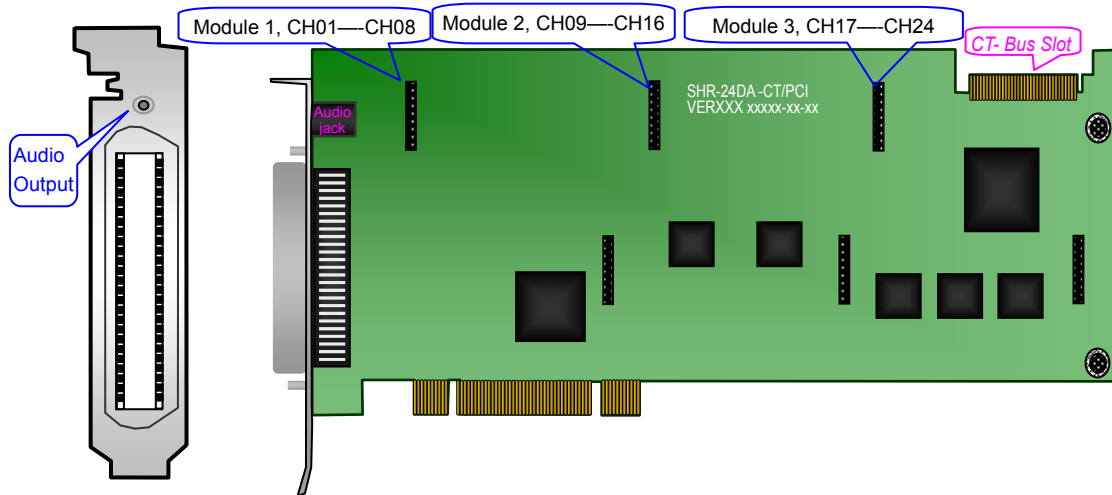 Module 1, CH01—-CH08
Module 2, CH09—-CH16
Module 3, CH17—-CH24
CT- Bus Slot
SHR-24DA -CT/PCI
VERXXX xxxxx-xx-xx
Audio
jack
Audio
Output